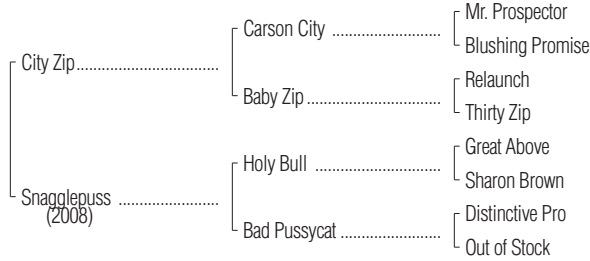 Mr. Prospector
Carson City ............................
Blushing Promise
City Zip.....................................
Relaunch
Baby Zip..................................
Thirty Zip
Great Above
Holy Bull ................................
Sharon Brown
Snagglepuss ..........................
(2008)
Distinctive Pro
Bad Pussycat ..........................
Out of Stock